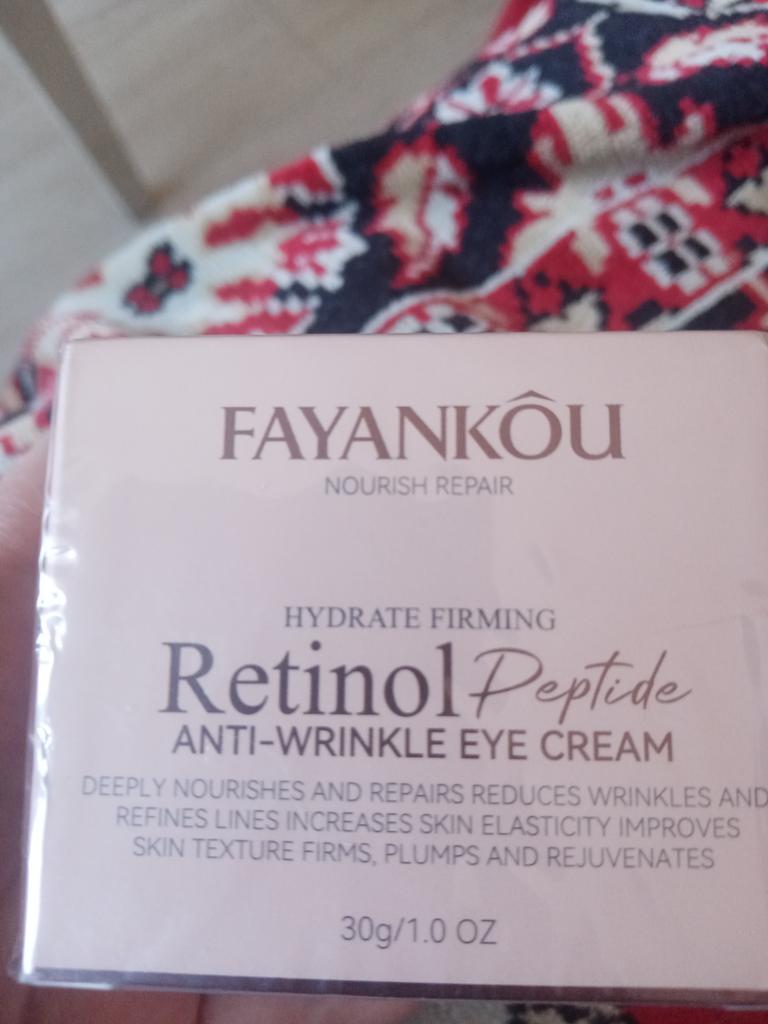 FAYANKÔU
NOURISH REPAIR
HYDRATE FIRMING
Retinol Peptide
ANTI-WRINKLE EYE CREAM
DEEPLY NOURISHES AND REPAIRS REDUCES WRINKLES AND
REFINES LINES INCREASES SKIN ELASTICITY IMPROVES
SKIN TEXTURE FIRMS, PLUMPS AND REJUVENATES
30g/1.0 OZ